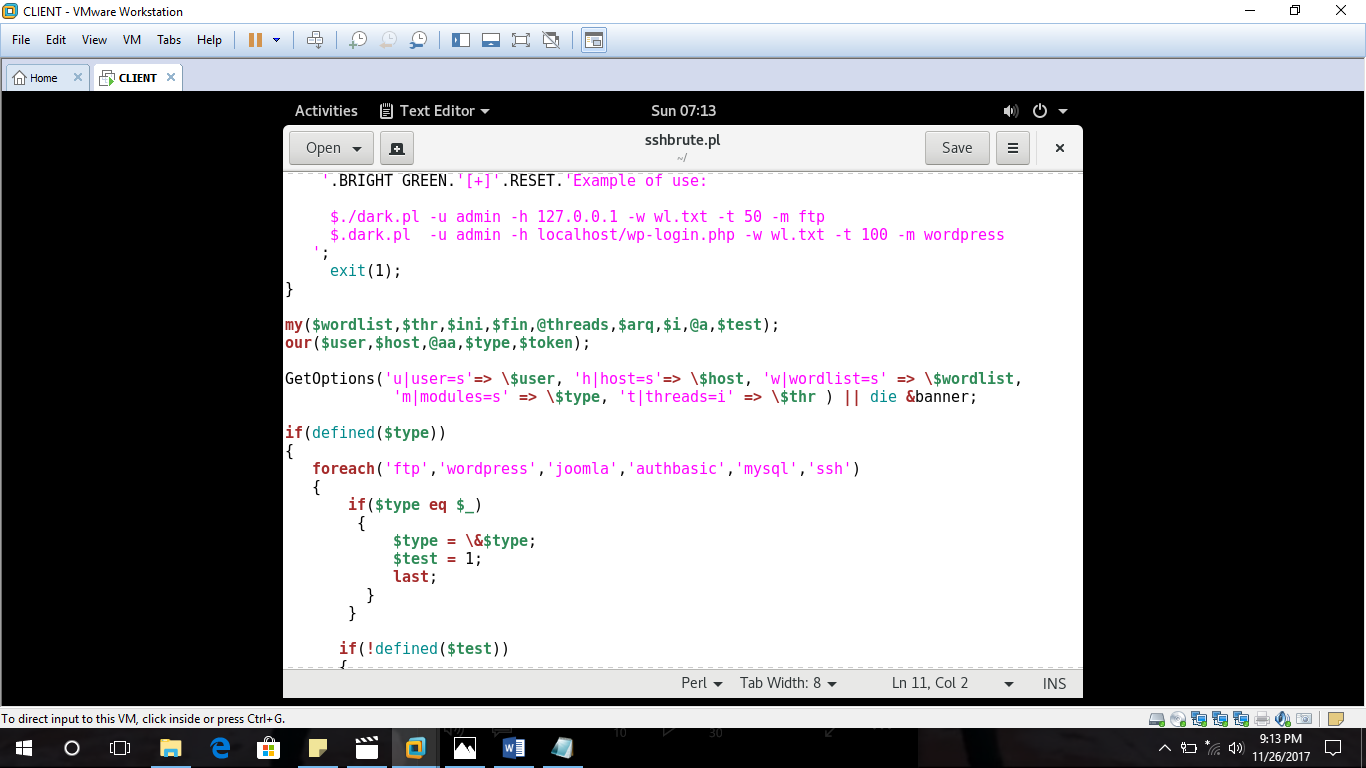 CLIENT - VMware Workstation
File Edit View VM Tabs Help
Home CLIENT
Activities Text Editor Sun 07:13
Open sshbrute.pl Save
~/
'.BRIGHT GREEN.'[+]'.RESET.'Example of use:
$./dark.pl -u admin -h 127.0.0.1 -w wl.txt -t 50 -m ftp
$.dark.pl -u admin -h localhost/wp-login.php -w wl.txt -t 100 -m wordpress
';
exit(1);
}
my($wordlist,$thr,$ini,$fin,@threads,$arq,$i,@a,$test);
our($user,$host,@aa,$type,$token);
GetOptions('u|user=s'=> \$user, 'h|host=s'=> \$host, 'w|wordlist=s' => \$wordlist,
'm|modules=s' => \$type, 't|threads=i' => \$thr ) || die &banner;
if(defined($type))
{
foreach('ftp','wordpress','joomla','authbasic','mysql','ssh')
{
if($type eq $_)
{
$type = \&$type;
$test = 1;
last;
}
}
if(!defined($test))
{
Perl Tab Width: 8 Ln 11, Col 2 INS
To direct input to this VM, click inside or press Ctrl+G.
10 30
9:13 PM
11/26/2017